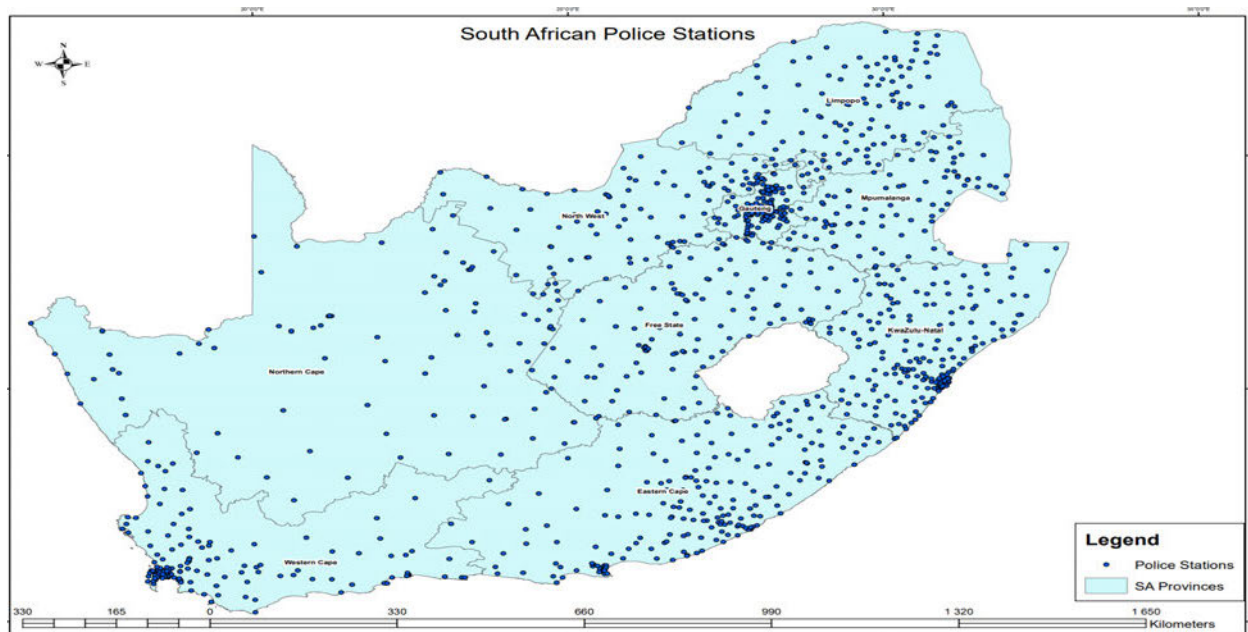 South African Police Stations
N
W E
S
Limpopo
Gauteng
Mpumalanga
North West
Free State
KwaZulu-Natal
Northern Cape
Eastern Cape
Western Cape
Legend
Police Stations
SA Provinces
330 165 0 330 660 990 1 320 1 650
Kilometers